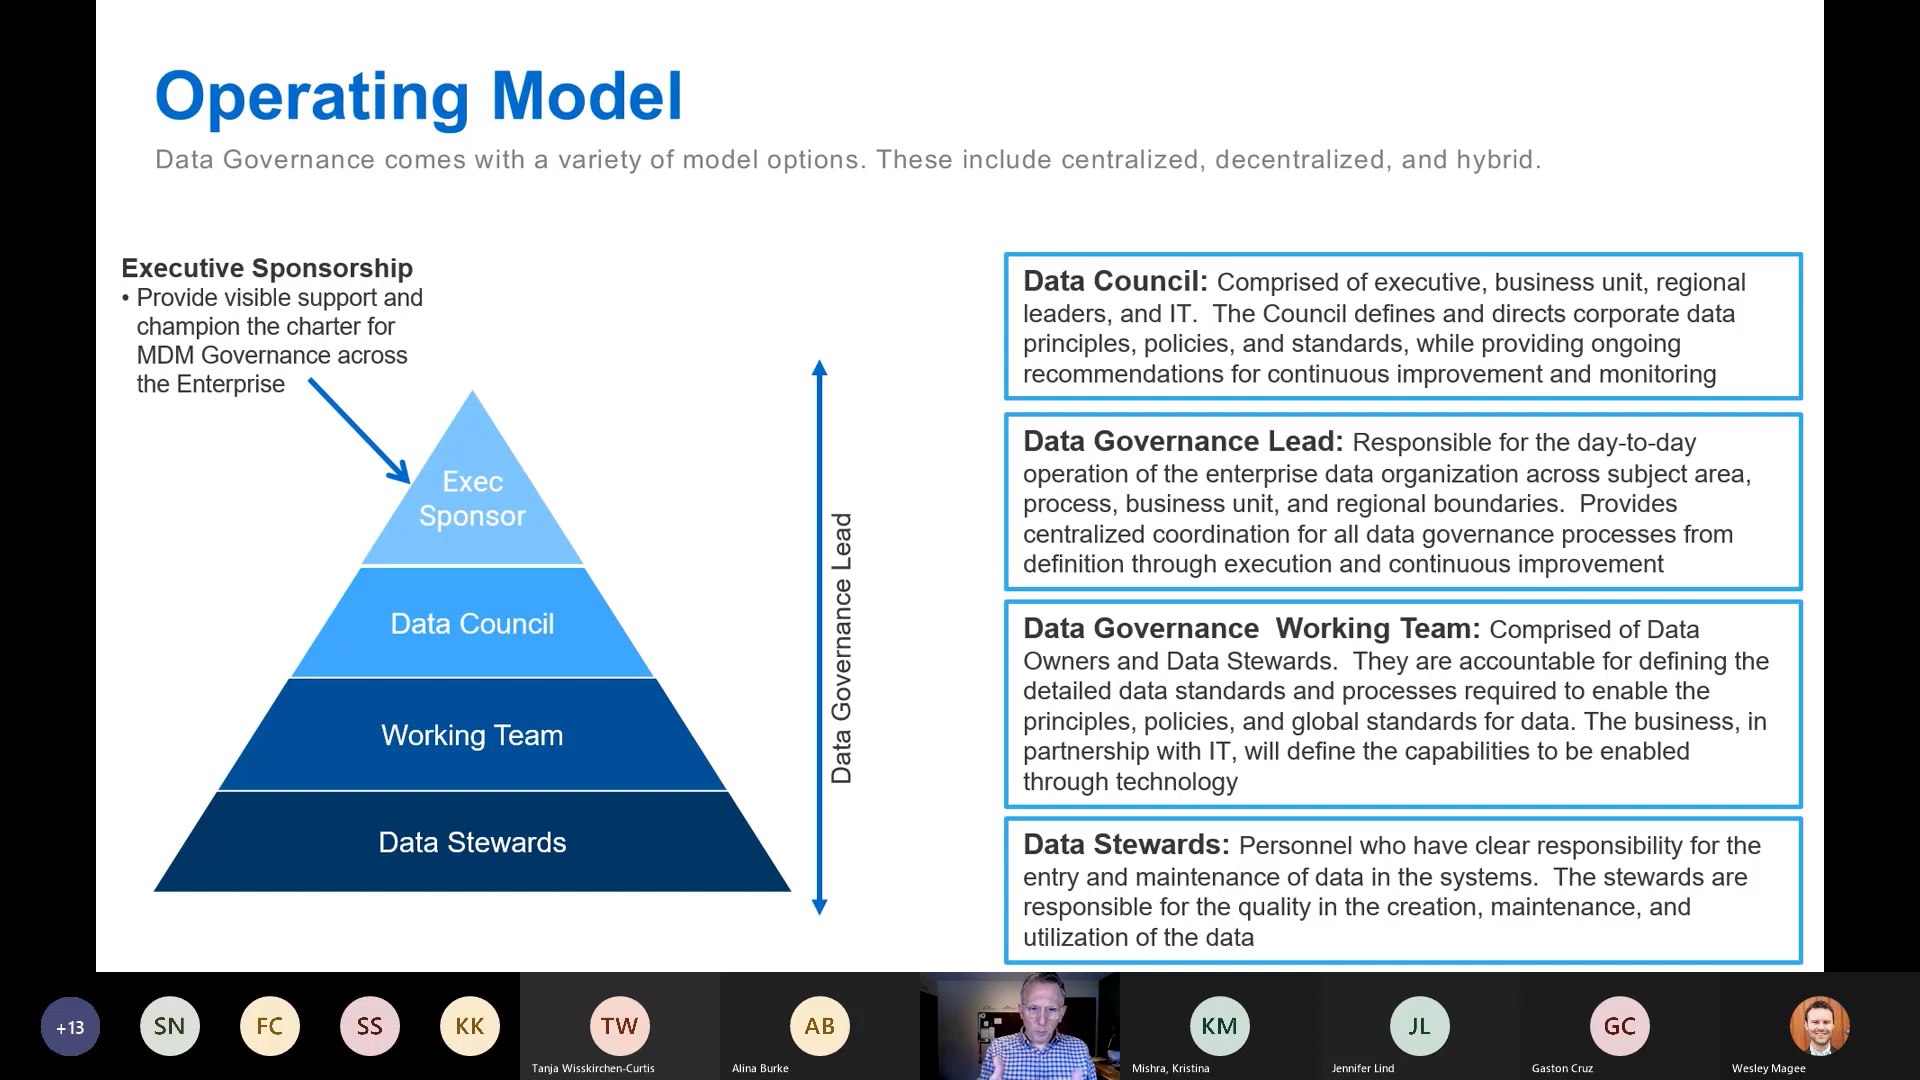 Operating Model
Data Governance comes with a variety of model options. These include centralized, decentralized, and hybrid.
Executive Sponsorship
• Provide visible support and
champion the charter for
MDM Governance across
the Enterprise
Exec
Sponsor
Data Council
Working Team
Data Stewards
Data Governance Lead
Data Council: Comprised of executive, business unit, regional
leaders, and IT. The Council defines and directs corporate data
principles, policies, and standards, while providing ongoing
recommendations for continuous improvement and monitoring
Data Governance Lead: Responsible for the day-to-day
operation of the enterprise data organization across subject area,
process, business unit, and regional boundaries. Provides
centralized coordination for all data governance processes from
definition through execution and continuous improvement
Data Governance Working Team: Comprised of Data
Owners and Data Stewards. They are accountable for defining the
detailed data standards and processes required to enable the
principles, policies, and global standards for data. The business, in
partnership with IT, will define the capabilities to be enabled
through technology
Data Stewards: Personnel who have clear responsibility for the
entry and maintenance of data in the systems. The stewards are
responsible for the quality in the creation, maintenance, and
utilization of the data
+13
SN
FC
SS
KK
TW
Tanja Wisskirchen-Curtis
AB
Alina Burke
KM
Mishra, Kristina
JL
Jennifer Lind
GC
Gaston Cruz
Wesley Magee